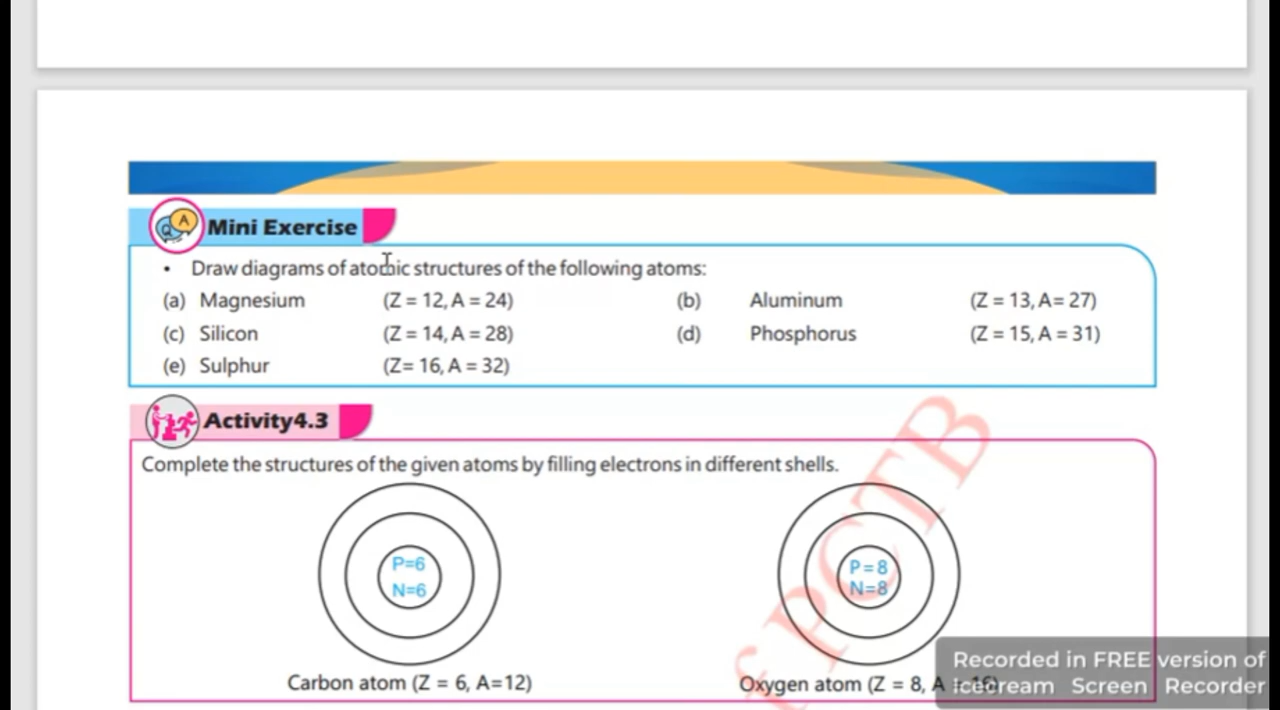 Q A Mini Exercise
• Draw diagrams of atomic structures of the following atoms:
(a) Magnesium (Z = 12, A = 24) (b) Aluminum (Z = 13, A= 27)
(c) Silicon (Z = 14, A = 28) (d) Phosphorus (Z = 15, A = 31)
(e) Sulphur (Z= 16, A = 32)
Activity4.3
Complete the structures of the given atoms by filling electrons in different shells.
P=6 P=8
N=6 N=8
Carbon atom (Z = 6, A=12) Oxygen atom (Z = 8, A = 16)
f PCTB
Recorded in FREE version of
Icecream Screen Recorder